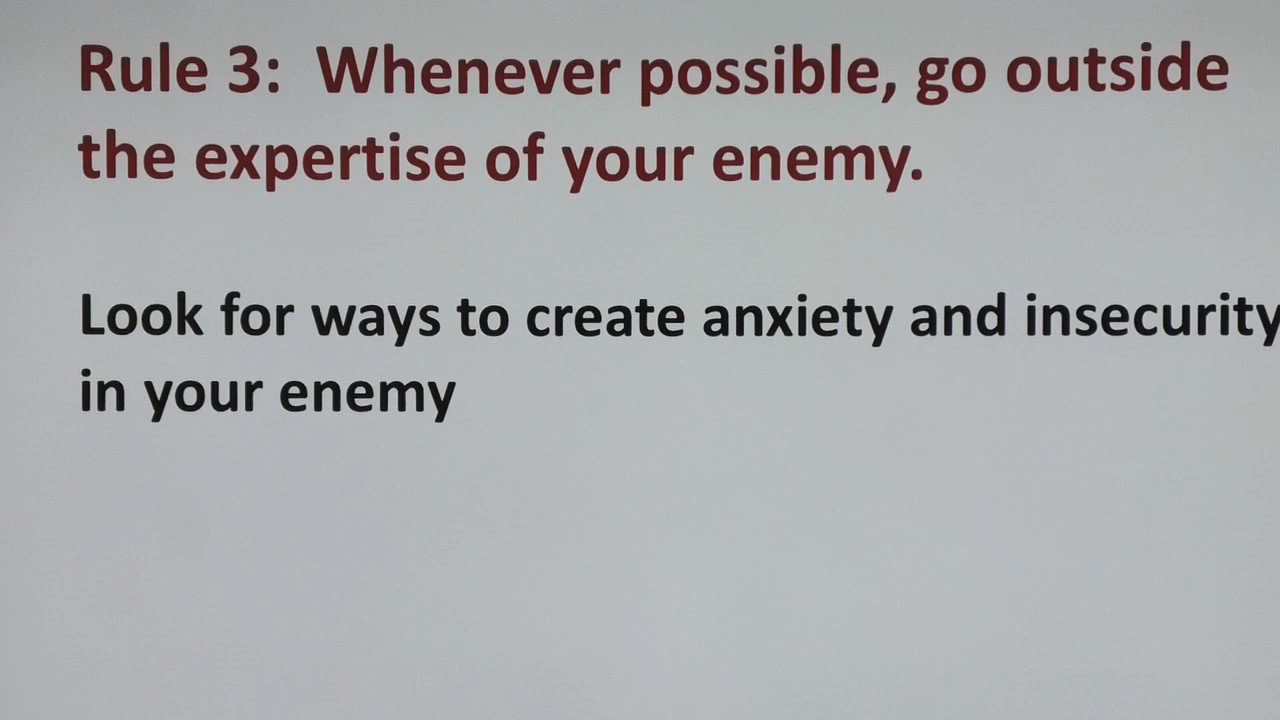 Rule 3:  Whenever possible, go outside
the expertise of your enemy.
Look for ways to create anxiety and insecurity
in your enemy